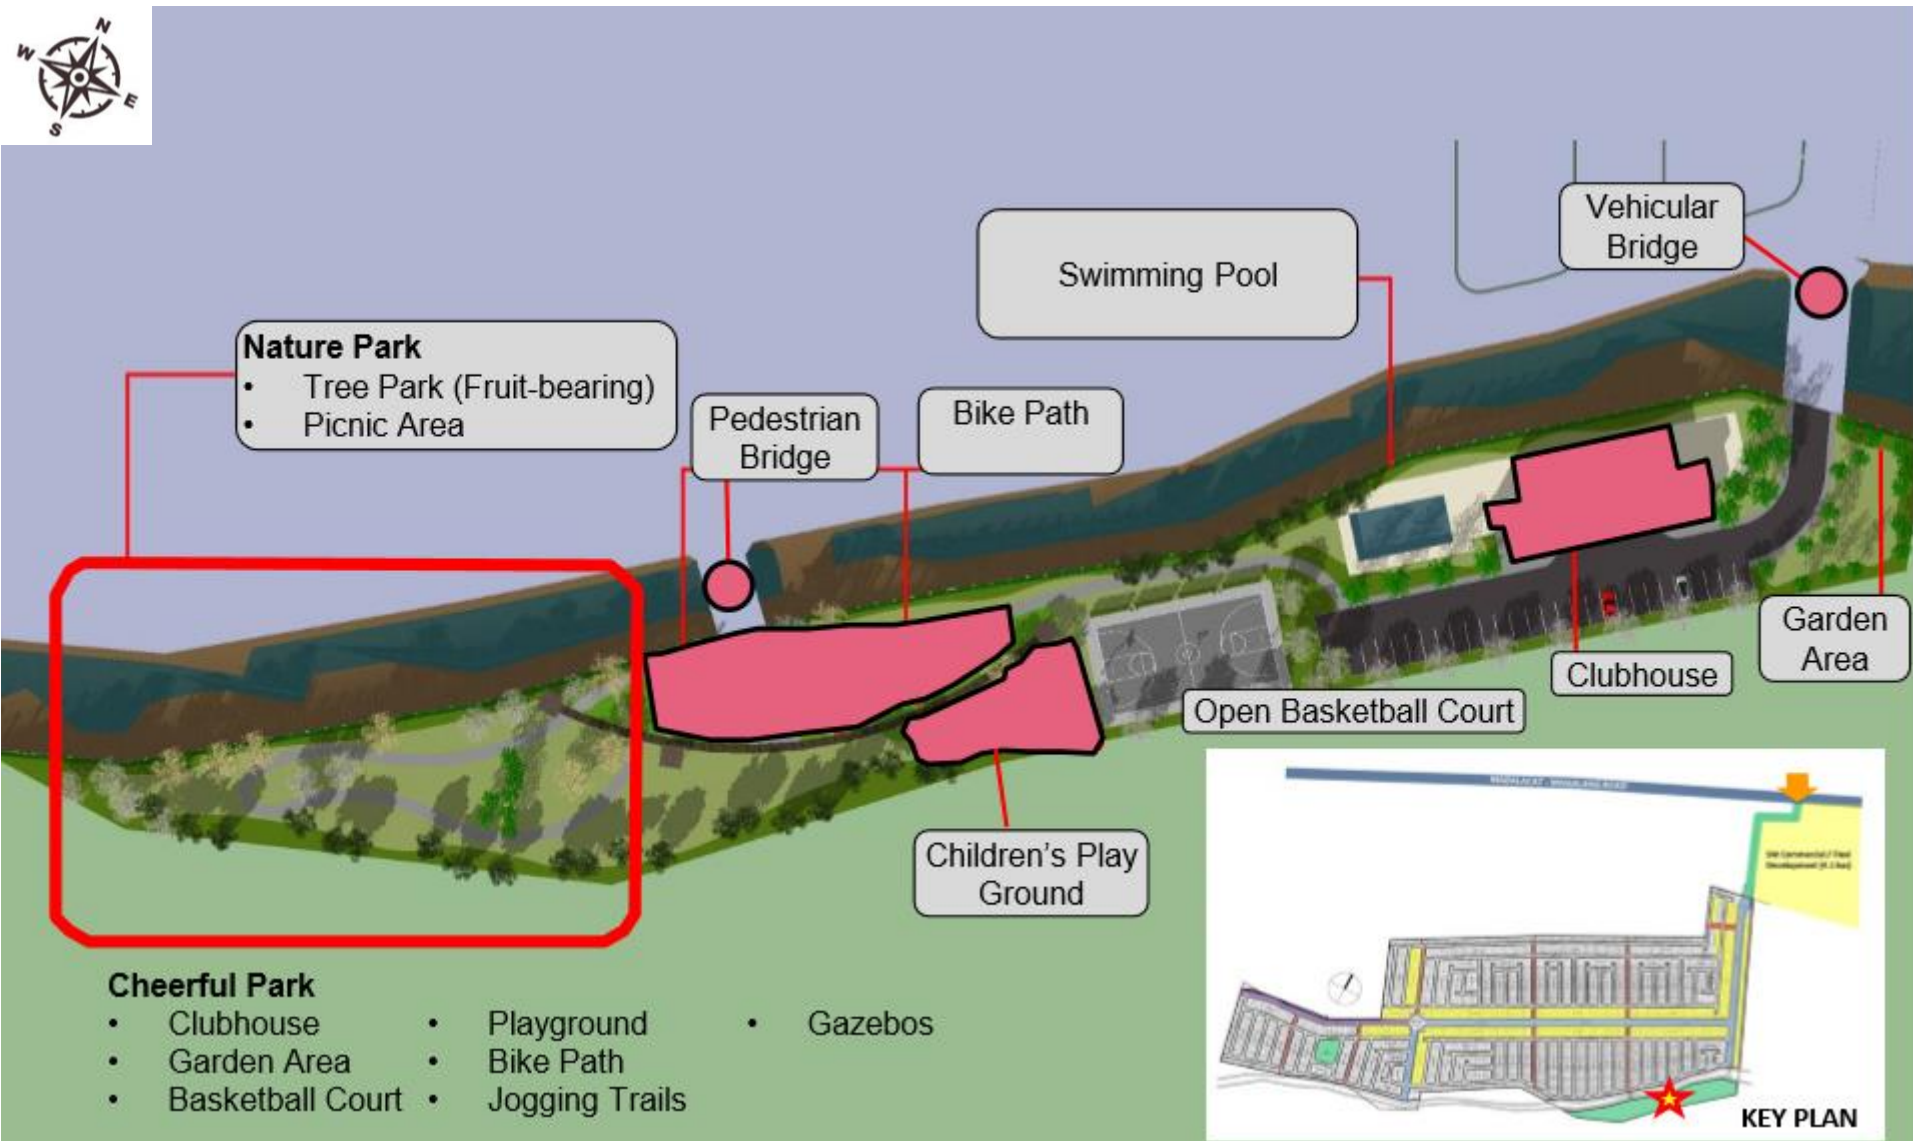 N
W
E
S
Vehicular
Bridge
Swimming Pool
Nature Park
• Tree Park (Fruit-bearing)
• Picnic Area
Pedestrian
Bridge
Bike Path
Garden
Area
Clubhouse
Open Basketball Court
Children’s Play
Ground
Cheerful Park
• Clubhouse
• Garden Area
• Basketball Court
• Playground
• Bike Path
• Jogging Trails
• Gazebos
KEY PLAN